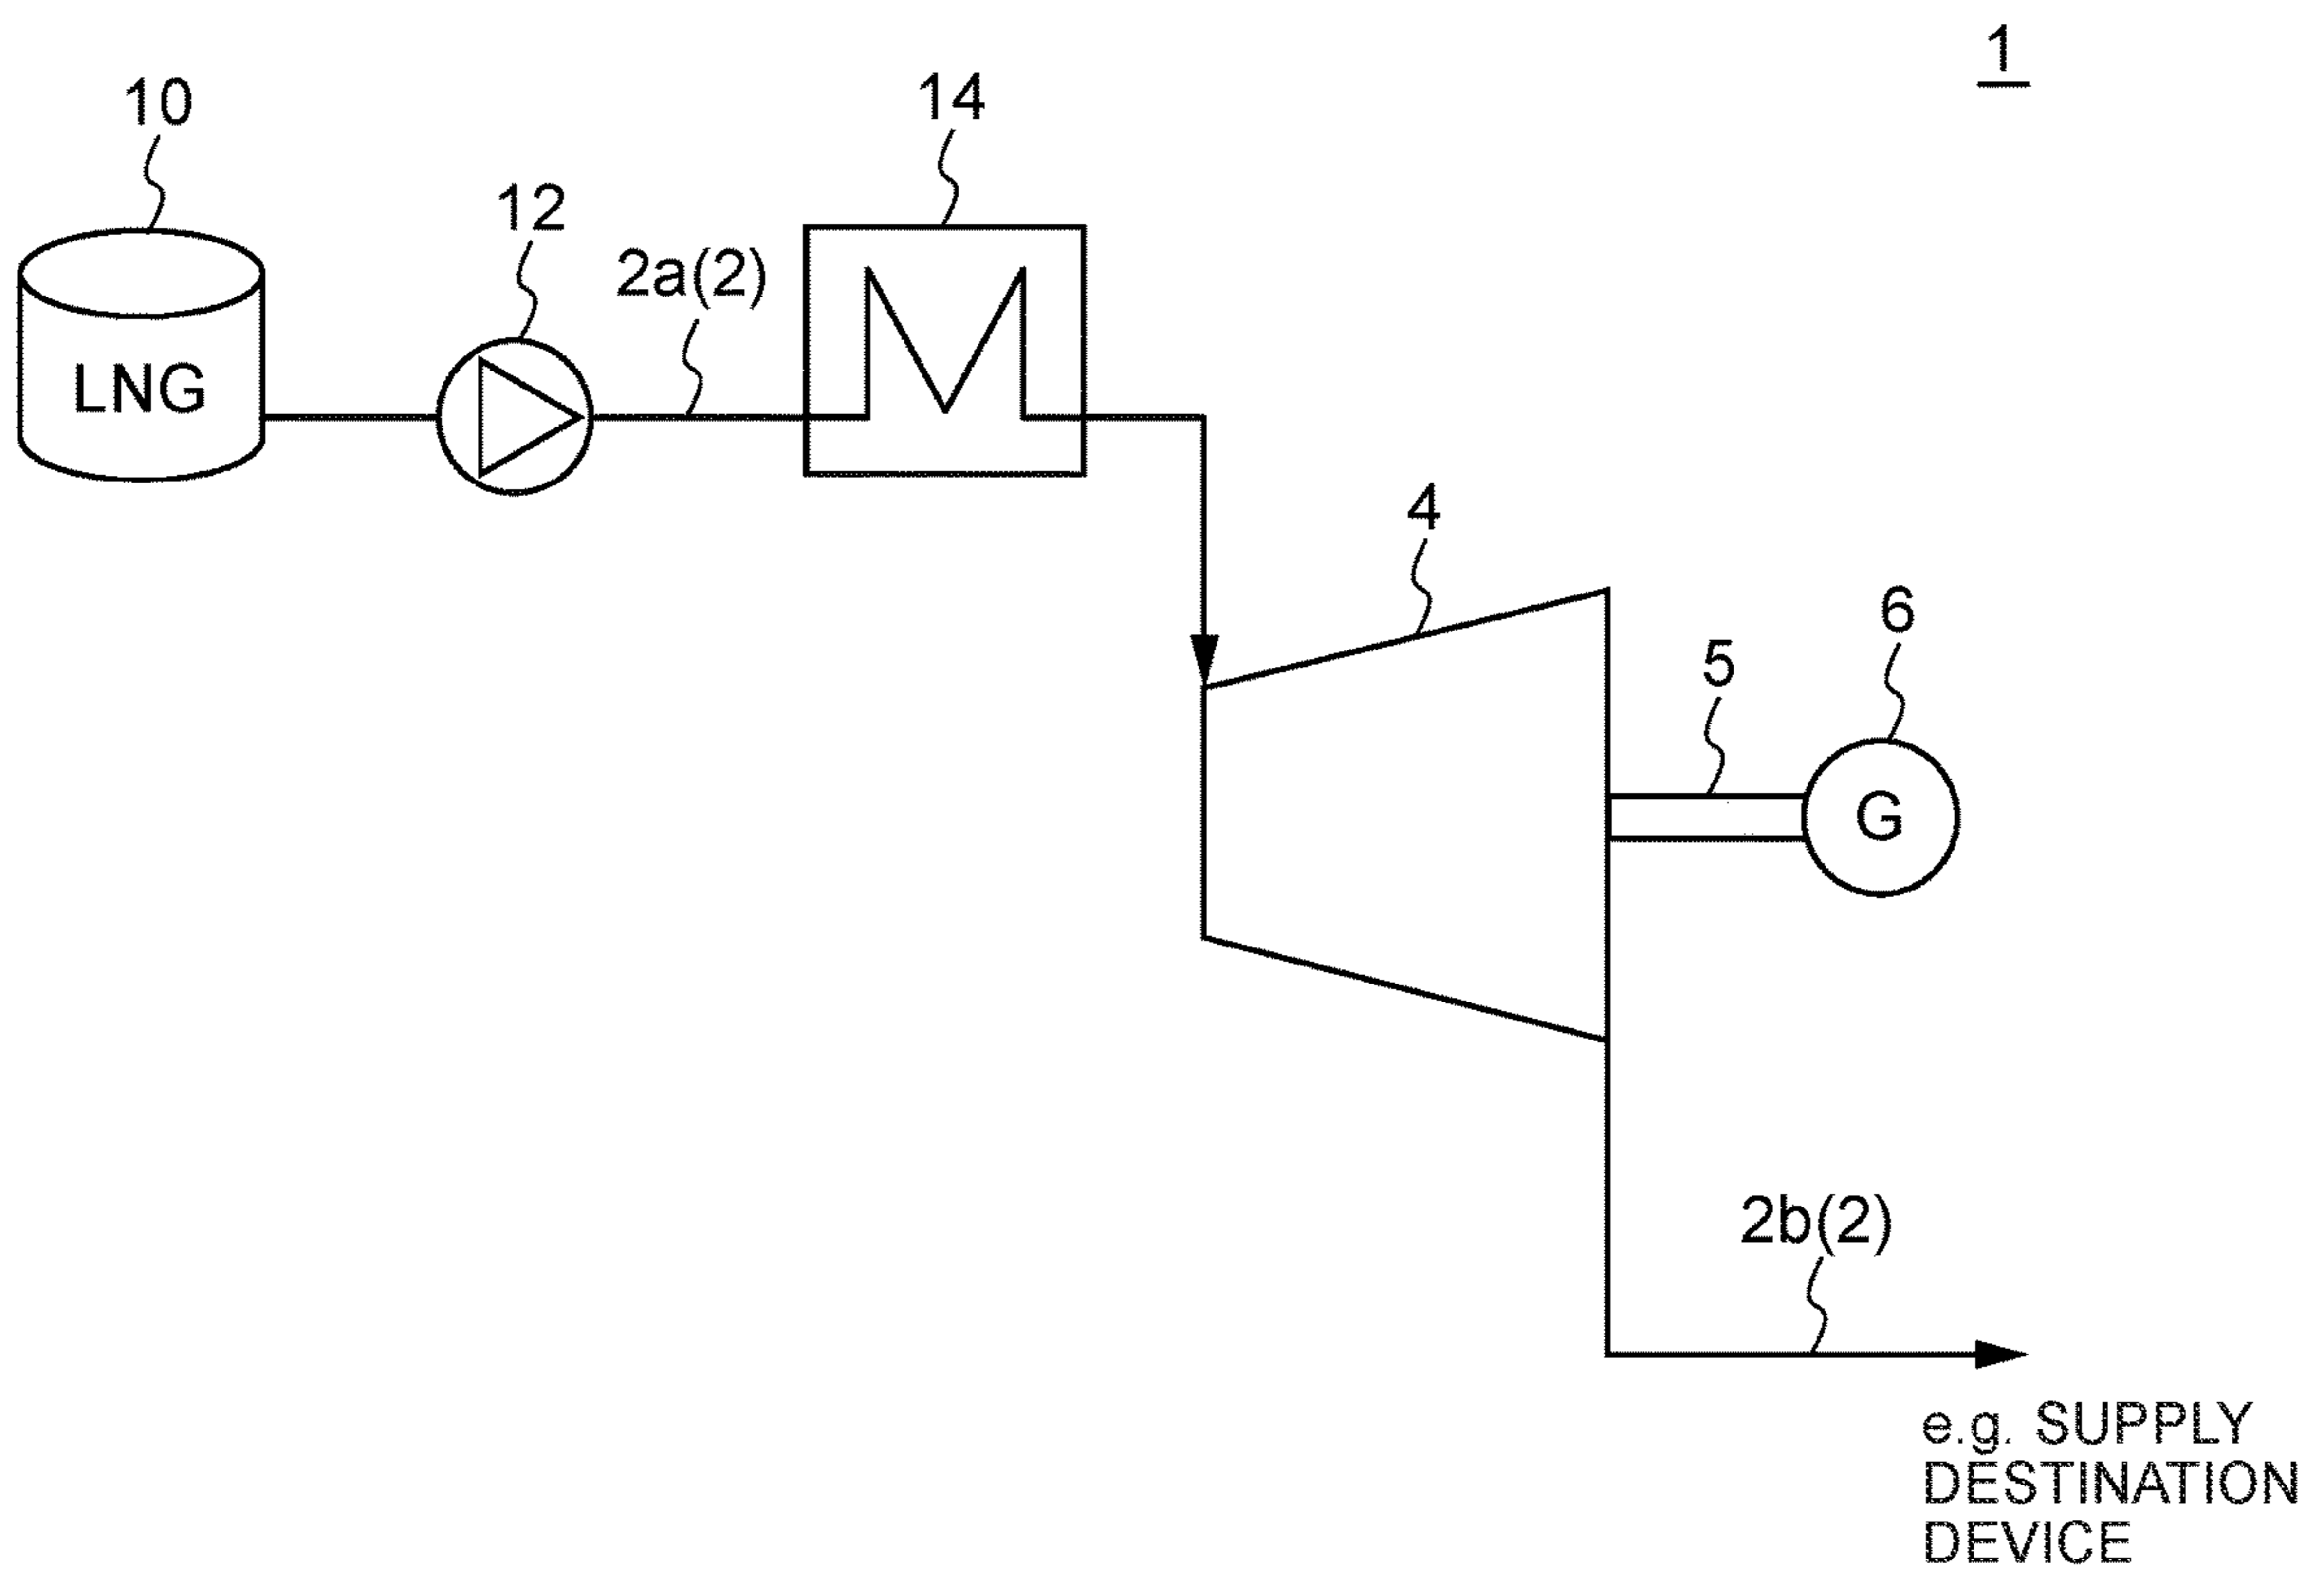 1
10
14
12
2a(2)
LNG
4
6
5
G
2b(2)
e.g. SUPPLY
DESTINATION
DEVICE